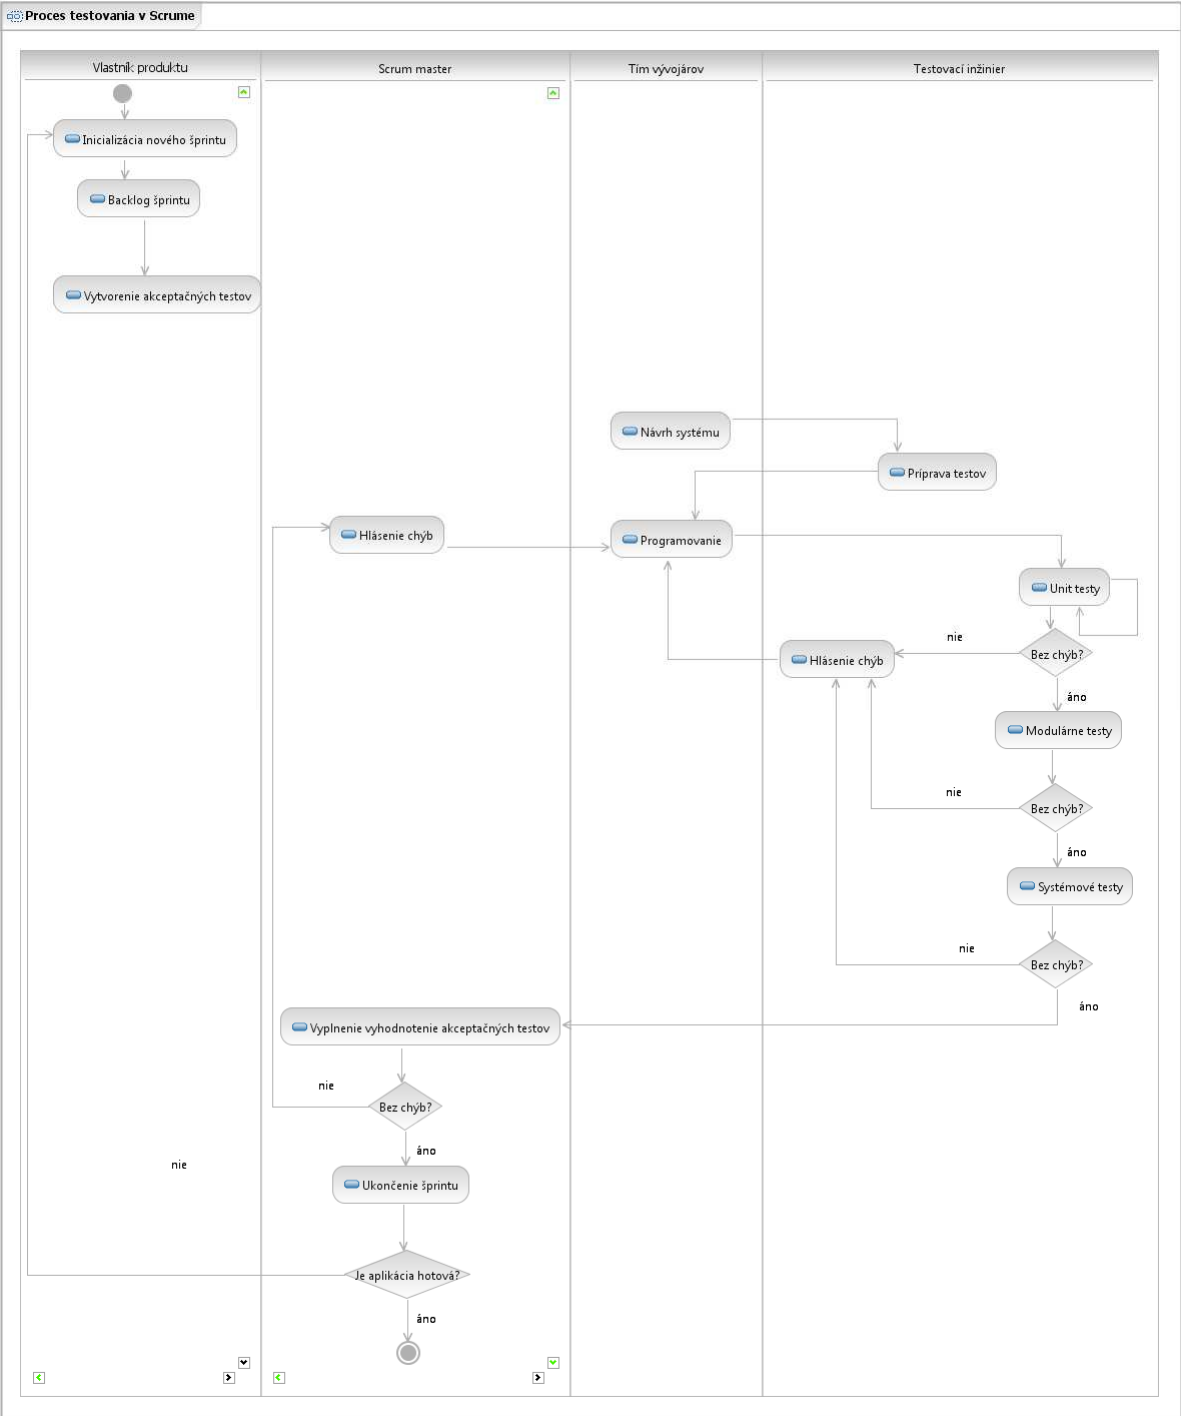 Proces testovania v Scrume
Vlastník produktu
Scrum master
Tím vývojárov
Testovací inžinier
Inicializácia nového šprintu
Backlog šprintu
Vytvorenie akceptačných testov
Návrh systému
Príprava testov
Hlásenie chýb
Programovanie
Unit testy
nie
Bez chýb?
Hlásenie chýb
áno
Modulárne testy
nie
Bez chýb?
áno
Systémové testy
nie
Bez chýb?
áno
Vyplnenie vyhodnotenie akceptačných testov
nie
Bez chýb?
áno
nie
Ukončenie šprintu
Je aplikácia hotová?
áno